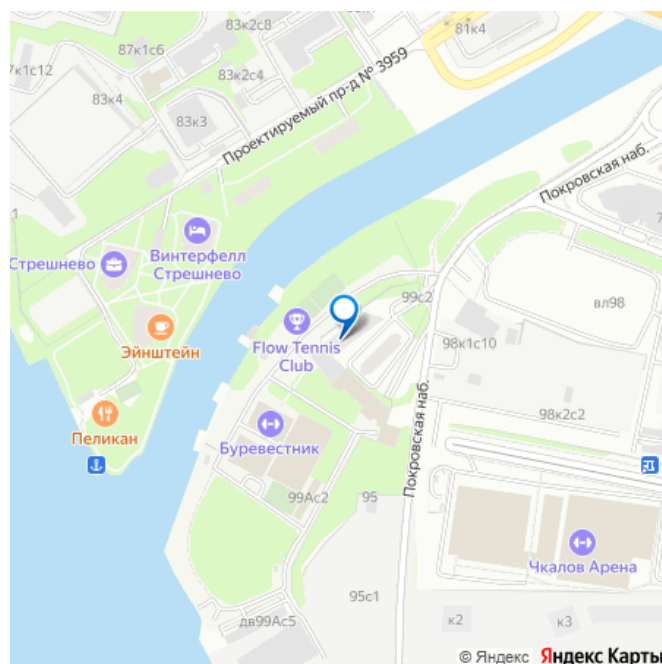 83к2с8
81к4
87к1с6
7к1с12
83к2с4
83к4
83к3
Проектируемый пр-д № 3959
Покровская наб.
Стрешнево
Винтерфелл
Стрешнево
99с2
вл98
Эйнштейн
Flow Tennis
Club
98к1с10
Пеликан
Буревестник
Покровская наб.
98к2с2
99Ас2
95
Чкалов Арена
95с1
дв99Ас5
к2
к3
© Яндекс Яндекс Карты